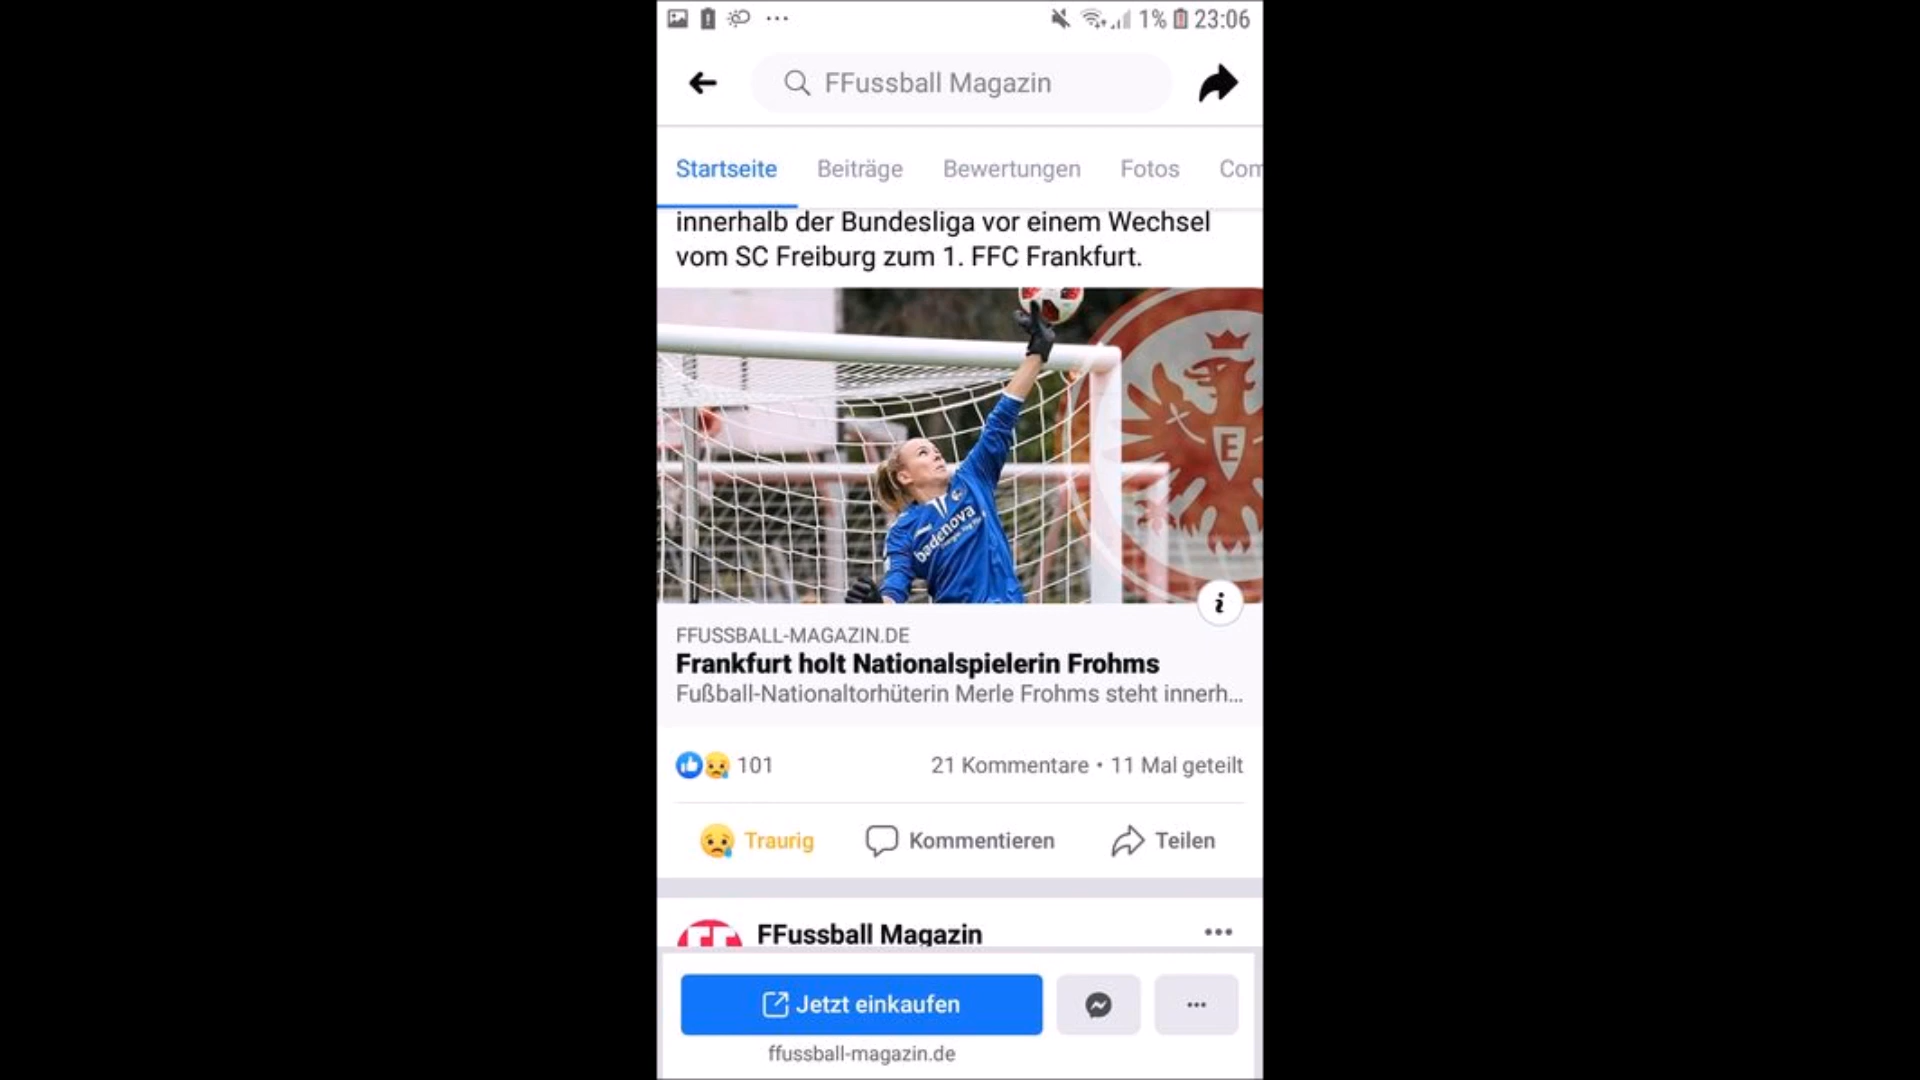 1% 23:06
FFussball Magazin
Startseite Beiträge Bewertungen Fotos Com
innerhalb der Bundesliga vor einem Wechsel
vom SC Freiburg zum 1. FFC Frankfurt.
E
badenova
FFUSSBALL-MAGAZIN.DE
Frankfurt holt Nationalspielerin Frohms
Fußball-Nationaltorhüterin Merle Frohms steht innerh...
101 21 Kommentare • 11 Mal geteilt
Traurig Kommentieren Teilen
FFussball Magazin
Jetzt einkaufen
ffussball-magazin.de